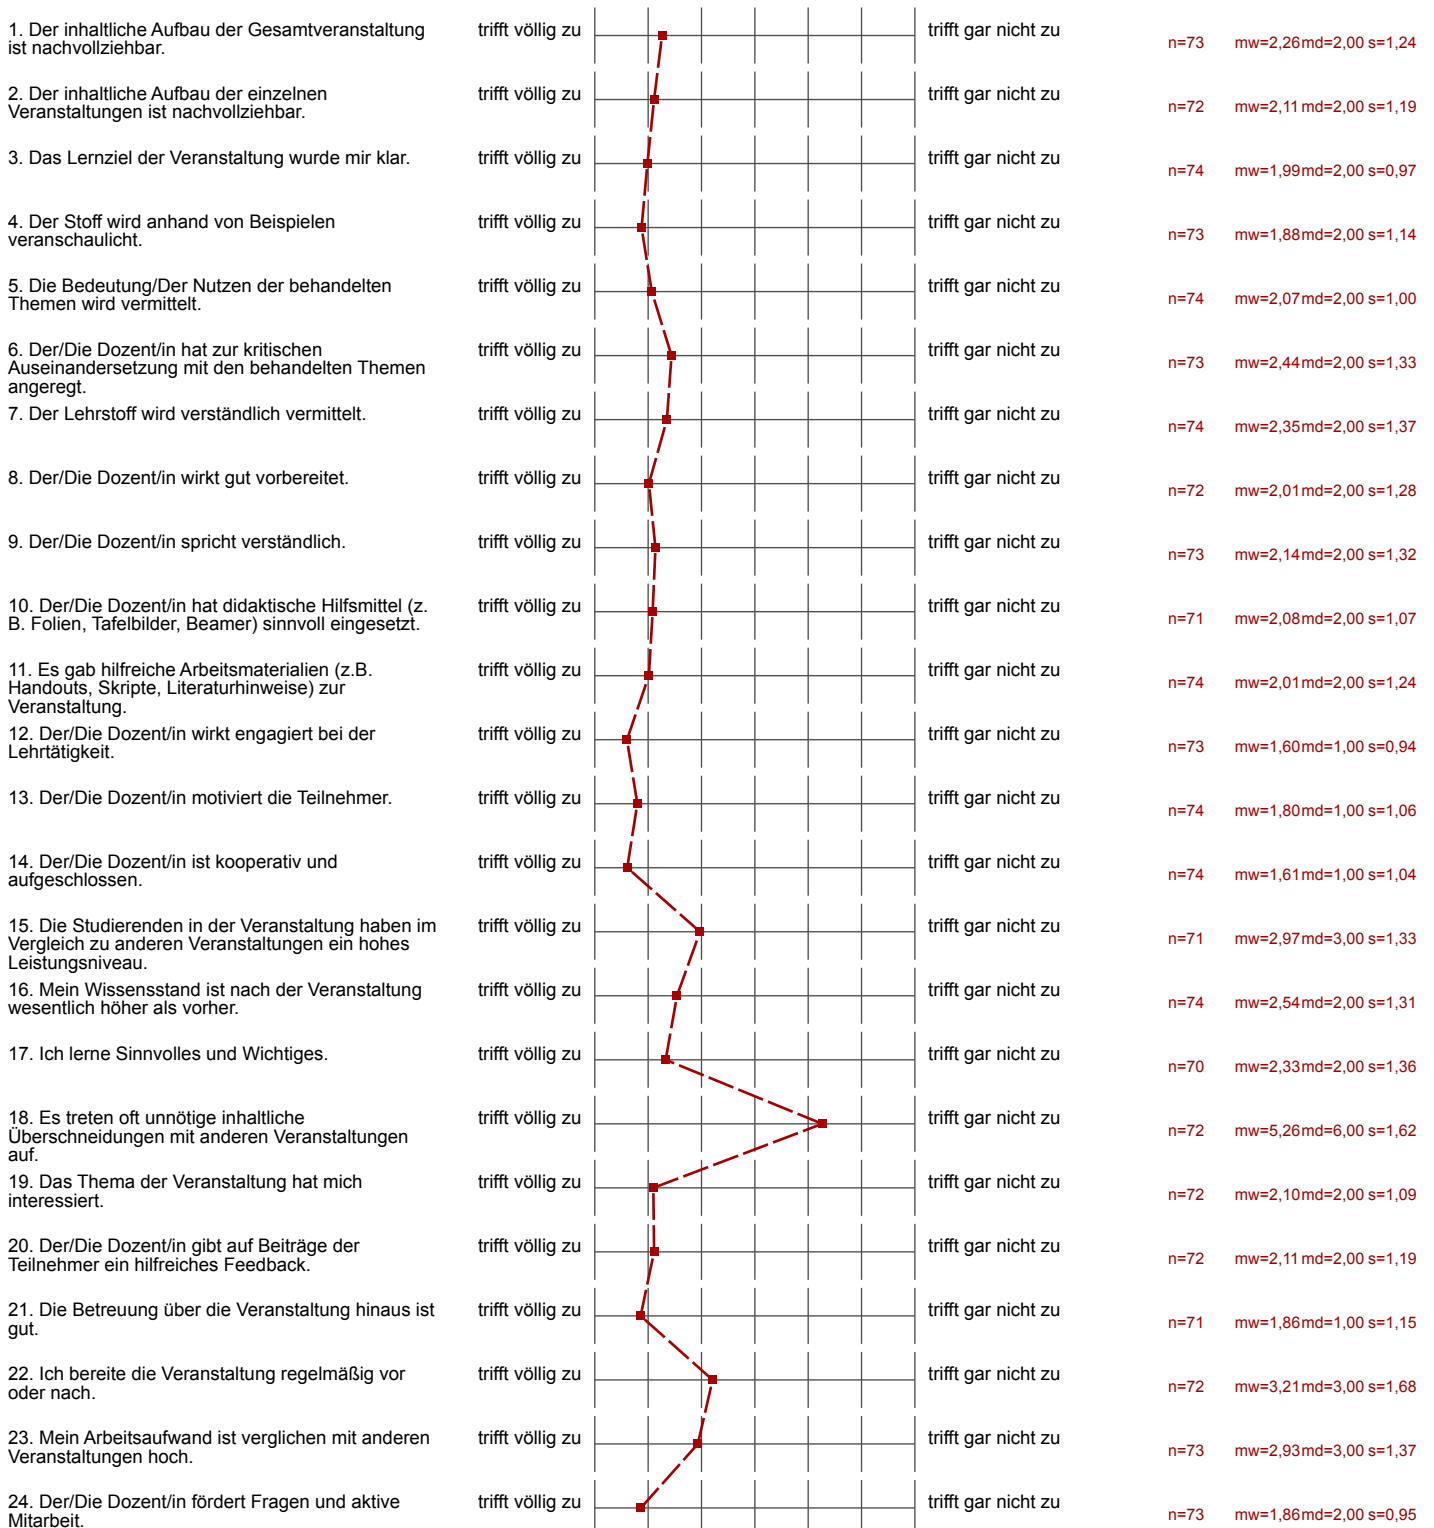 1. Der inhaltliche Aufbau der Gesamtveranstaltung
ist nachvollziehbar.
trifft völlig zu
trifft gar nicht zu
n=73 mw=2,26 md=2,00 s=1,24
2. Der inhaltliche Aufbau der einzelnen
Veranstaltungen ist nachvollziehbar.
trifft völlig zu
trifft gar nicht zu
n=72 mw=2,11 md=2,00 s=1,19
3. Das Lernziel der Veranstaltung wurde mir klar.
trifft völlig zu
trifft gar nicht zu
n=74 mw=1,99 md=2,00 s=0,97
4. Der Stoff wird anhand von Beispielen
veranschaulicht.
trifft völlig zu
trifft gar nicht zu
n=73 mw=1,88 md=2,00 s=1,14
5. Die Bedeutung/Der Nutzen der behandelten
Themen wird vermittelt.
trifft völlig zu
trifft gar nicht zu
n=74 mw=2,07 md=2,00 s=1,00
6. Der/Die Dozent/in hat zur kritischen
Auseinandersetzung mit den behandelten Themen
angeregt.
trifft völlig zu
trifft gar nicht zu
n=73 mw=2,44 md=2,00 s=1,33
7. Der Lehrstoff wird verständlich vermittelt.
trifft völlig zu
trifft gar nicht zu
n=74 mw=2,35 md=2,00 s=1,37
8. Der/Die Dozent/in wirkt gut vorbereitet.
trifft völlig zu
trifft gar nicht zu
n=72 mw=2,01 md=2,00 s=1,28
9. Der/Die Dozent/in spricht verständlich.
trifft völlig zu
trifft gar nicht zu
n=73 mw=2,14 md=2,00 s=1,32
10. Der/Die Dozent/in hat didaktische Hilfsmittel (z.
B. Folien, Tafelbilder, Beamer) sinnvoll eingesetzt.
trifft völlig zu
trifft gar nicht zu
n=71 mw=2,08 md=2,00 s=1,07
11. Es gab hilfreiche Arbeitsmaterialien (z.B.
Handouts, Skripte, Literaturhinweise) zur
Veranstaltung.
trifft völlig zu
trifft gar nicht zu
n=74 mw=2,01 md=2,00 s=1,24
12. Der/Die Dozent/in wirkt engagiert bei der
Lehrtätigkeit.
trifft völlig zu
trifft gar nicht zu
n=73 mw=1,60 md=1,00 s=0,94
13. Der/Die Dozent/in motiviert die Teilnehmer.
trifft völlig zu
trifft gar nicht zu
n=74 mw=1,80 md=1,00 s=1,06
14. Der/Die Dozent/in ist kooperativ und
aufgeschlossen.
trifft völlig zu
trifft gar nicht zu
n=74 mw=1,61 md=1,00 s=1,04
15. Die Studierenden in der Veranstaltung haben im
Vergleich zu anderen Veranstaltungen ein hohes
Leistungsniveau.
trifft völlig zu
trifft gar nicht zu
n=71 mw=2,97 md=3,00 s=1,33
16. Mein Wissensstand ist nach der Veranstaltung
wesentlich höher als vorher.
trifft völlig zu
trifft gar nicht zu
n=74 mw=2,54 md=2,00 s=1,31
17. Ich lerne Sinnvolles und Wichtiges.
trifft völlig zu
trifft gar nicht zu
n=70 mw=2,33 md=2,00 s=1,36
18. Es treten oft unnötige inhaltliche
Überschneidungen mit anderen Veranstaltungen
auf.
trifft völlig zu
trifft gar nicht zu
n=72 mw=5,26 md=6,00 s=1,62
19. Das Thema der Veranstaltung hat mich
interessiert.
trifft völlig zu
trifft gar nicht zu
n=72 mw=2,10 md=2,00 s=1,09
20. Der/Die Dozent/in gibt auf Beiträge der
Teilnehmer ein hilfreiches Feedback.
trifft völlig zu
trifft gar nicht zu
n=72 mw=2,11 md=2,00 s=1,19
21. Die Betreuung über die Veranstaltung hinaus ist
gut.
trifft völlig zu
trifft gar nicht zu
n=71 mw=1,86 md=1,00 s=1,15
22. Ich bereite die Veranstaltung regelmäßig vor
oder nach.
trifft völlig zu
trifft gar nicht zu
n=72 mw=3,21 md=3,00 s=1,68
23. Mein Arbeitsaufwand ist verglichen mit anderen
Veranstaltungen hoch.
trifft völlig zu
trifft gar nicht zu
n=73 mw=2,93 md=3,00 s=1,37
24. Der/Die Dozent/in fördert Fragen und aktive
Mitarbeit.
trifft völlig zu
trifft gar nicht zu
n=73 mw=1,86 md=2,00 s=0,95